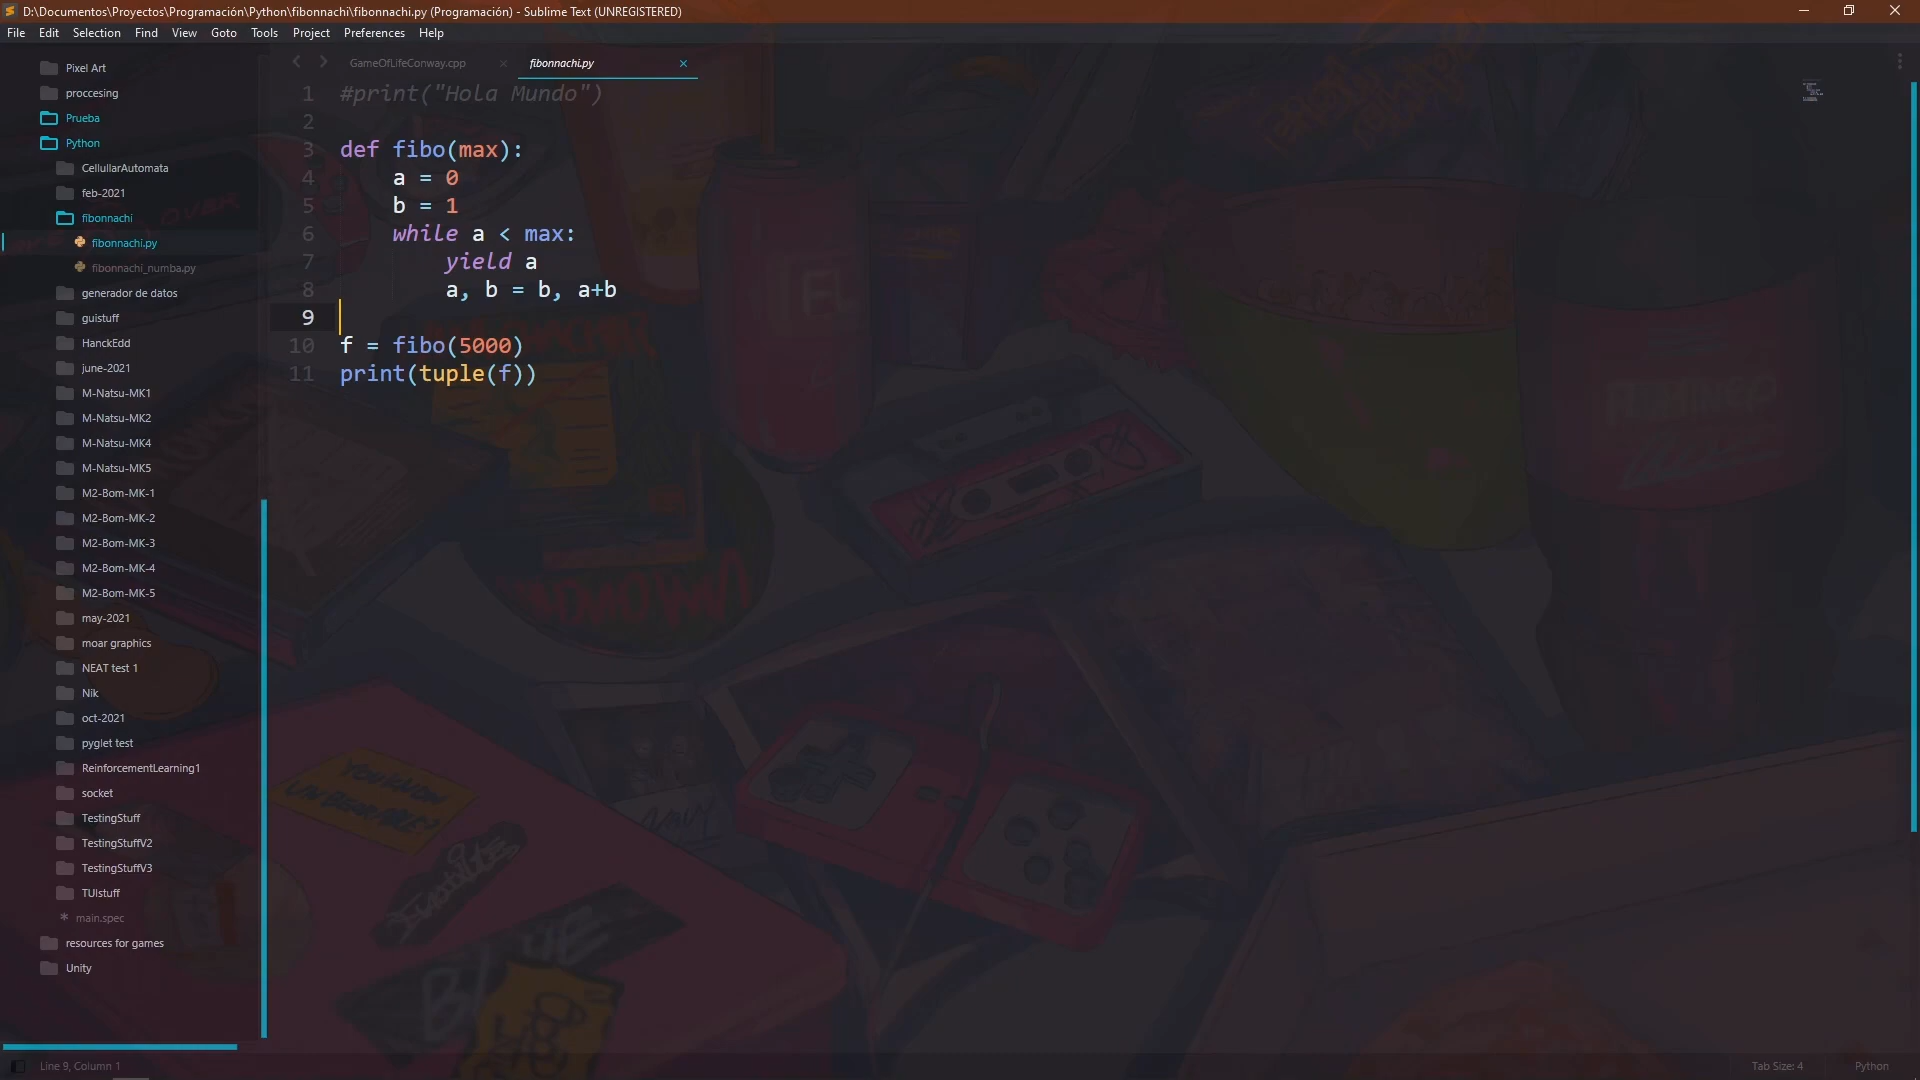 D:\Documentos\Proyectos\Programación\Python\fibonnachi\fibonnachi.py (Programación) - Sublime Text (UNREGISTERED)
File Edit Selection Find View Goto Tools Project Preferences Help
Pixel Art
proccesing
Prueba
Python
CellullarAutomata
feb-2021
fibonnachi
fibonnachi.py
fibonnachi_numba.py
generador de datos
guistuff
HanckEdd
june-2021
M-Natsu-MK1
M-Natsu-MK2
M-Natsu-MK4
M-Natsu-MK5
M2-Bom-MK-1
M2-Bom-MK-2
M2-Bom-MK-3
M2-Bom-MK-4
M2-Bom-MK-5
may-2021
moar graphics
NEAT test 1
Nik
oct-2021
pyglet test
ReinforcementLearning1
socket
TestingStuff
TestingStuffV2
TestingStuffV3
TUIstuff
main.spec
resources for games
Unity
GameOfLifeConway.cpp fibonnachi.py
1 #print("Hola Mundo")
2
3 def fibo(max):
4     a = 0
5     b = 1
6     while a < max:
7         yield a
8         a, b = b, a+b
9
10 f = fibo(5000)
11 print(tuple(f))
Line 9, Column 1 Tab Size: 4 Python